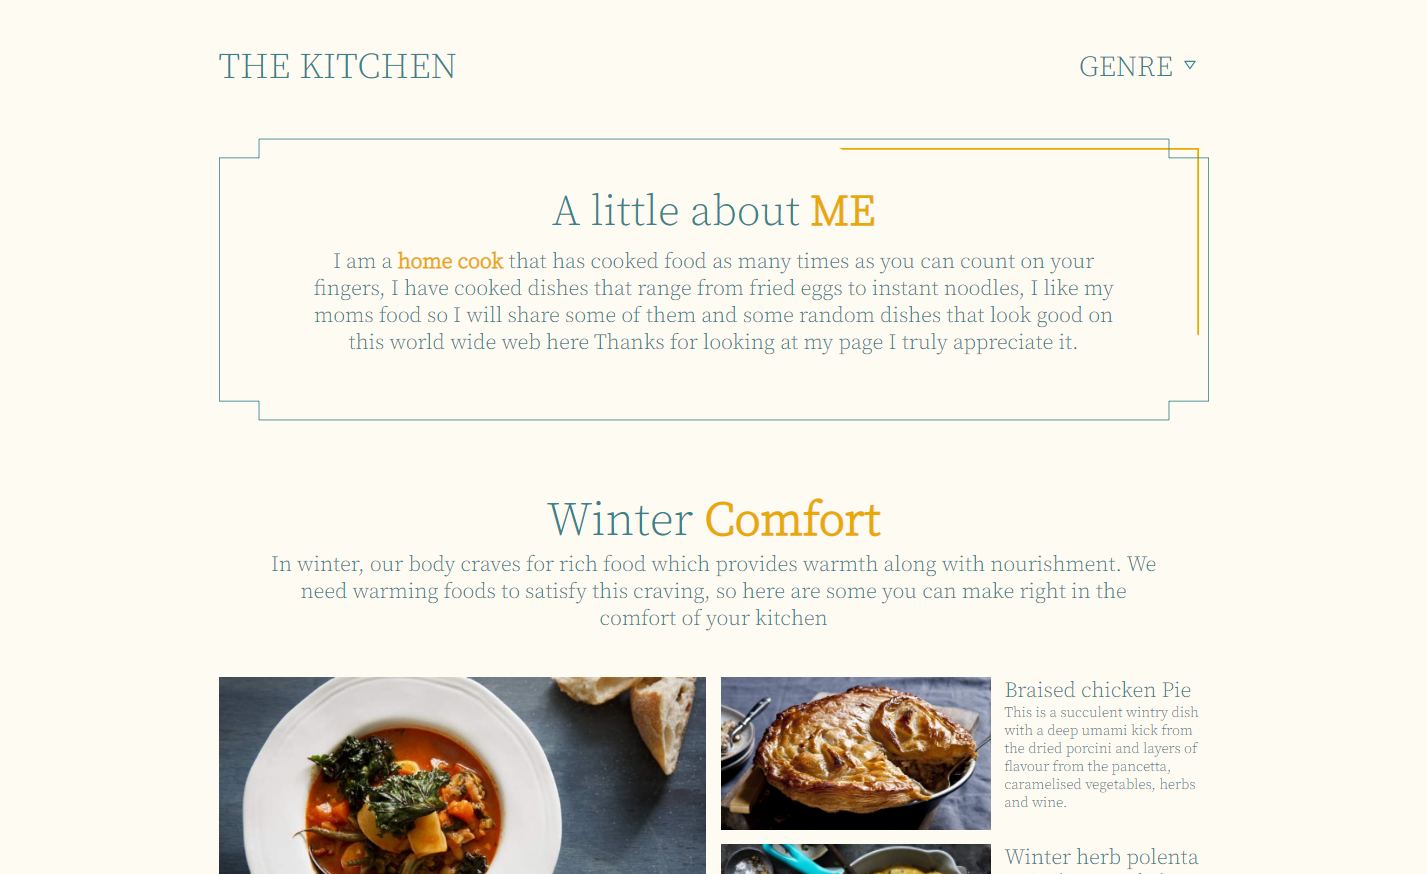 THE KITCHEN
GENRE
A little about ME
I am a home cook that has cooked food as many times as you can count on your
fingers, I have cooked dishes that range from fried eggs to instant noodles, I like my
moms food so I will share some of them and some random dishes that look good on
this world wide web here Thanks for looking at my page I truly appreciate it.
Winter Comfort
In winter, our body craves for rich food which provides warmth along with nourishment. We
need warming foods to satisfy this craving, so here are some you can make right in the
comfort of your kitchen
Braised chicken Pie
This is a succulent wintry dish
with a deep umami kick from
the dried porcini and layers of
flavour from the pancetta,
caramelised vegetables, herbs
and wine.
Winter herb polenta